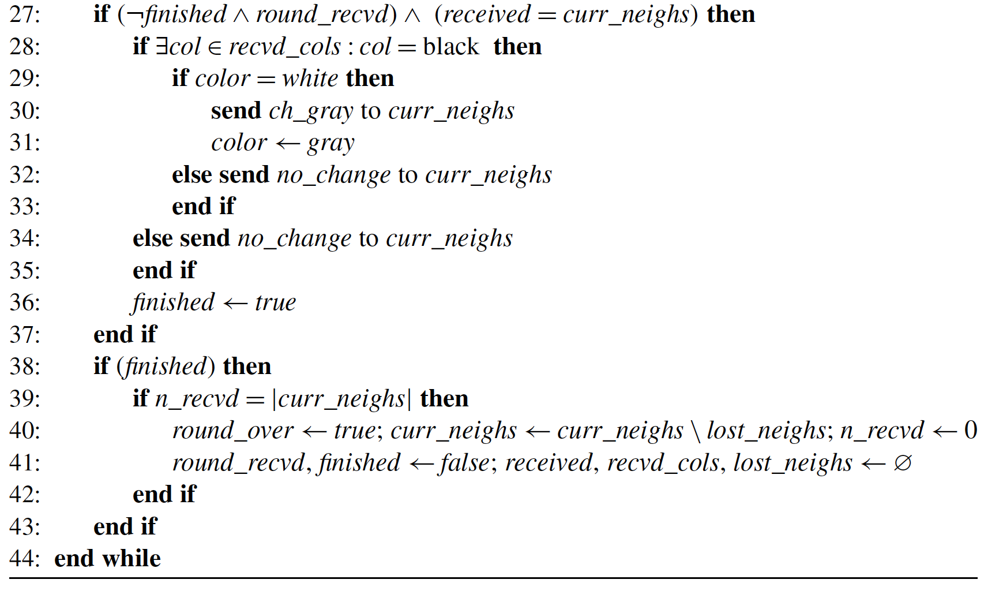 27: if (¬finished ∧ round_recvd) ∧ (received = curr_neighs) then
28: if ∃col ∈ recvd_cols : col = black then
29: if color = white then
30: send ch_gray to curr_neighs
31: color ← gray
32: else send no_change to curr_neighs
33: end if
34: else send no_change to curr_neighs
35: end if
36: finished ← true
37: end if
38: if (finished) then
39: if n_recvd = |curr_neighs| then
40: round_over ← true; curr_neighs ← curr_neighs \ lost_neighs; n_recvd ← 0
41: round_recvd, finished ← false; received, recvd_cols, lost_neighs ← ∅
42: end if
43: end if
44: end while